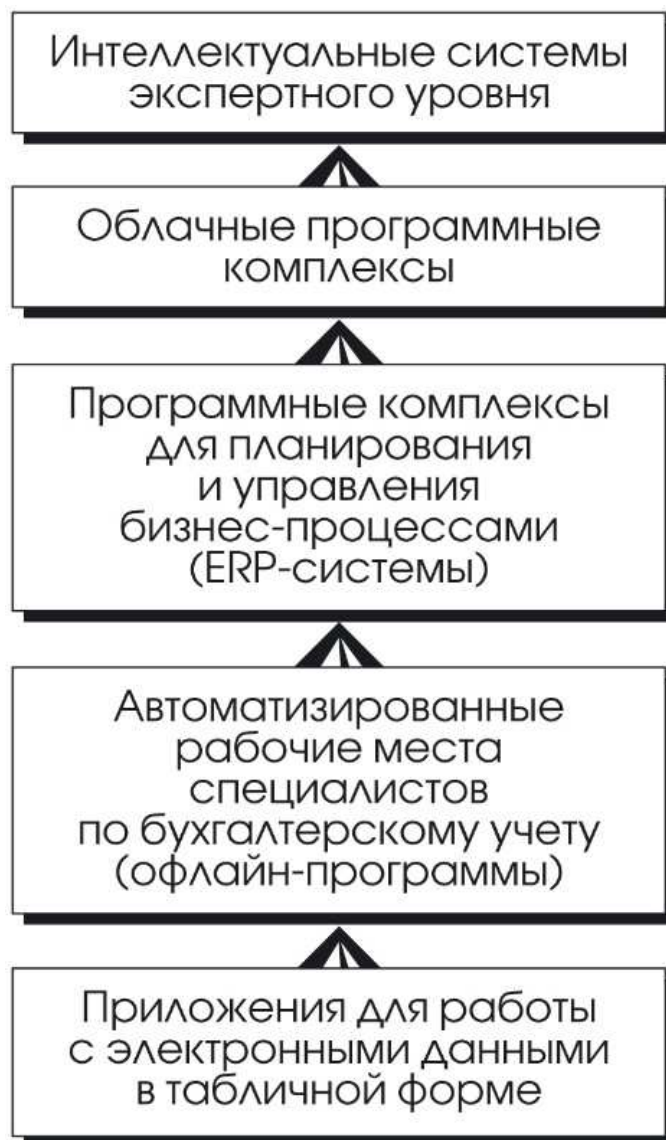 Интеллектуальные системы
экспертного уровня
Облачные программные
комплексы
Программные комплексы
для планирования
и управления
бизнес-процессами
(ERP-системы)
Автоматизированные
рабочие места
специалистов
по бухгалтерскому учету
(офлайн-программы)
Приложения для работы
с электронными данными
в табличной форме